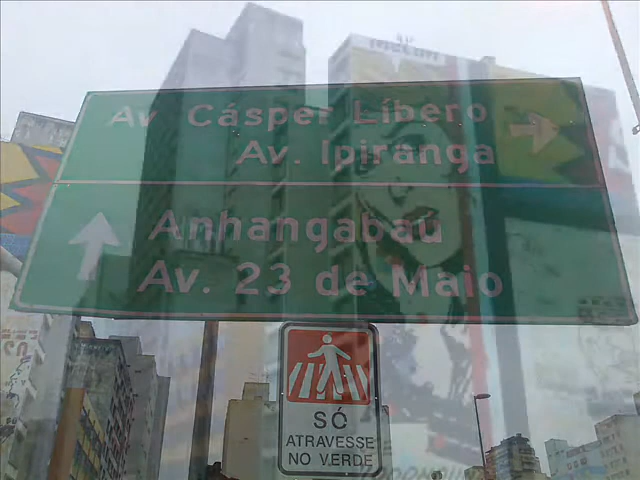 Av Cásper Líbero
Av. Ipiranga
Anhangabaú
Av. 23 de Maio
SÓ
ATRAVESSE
NO VERDE